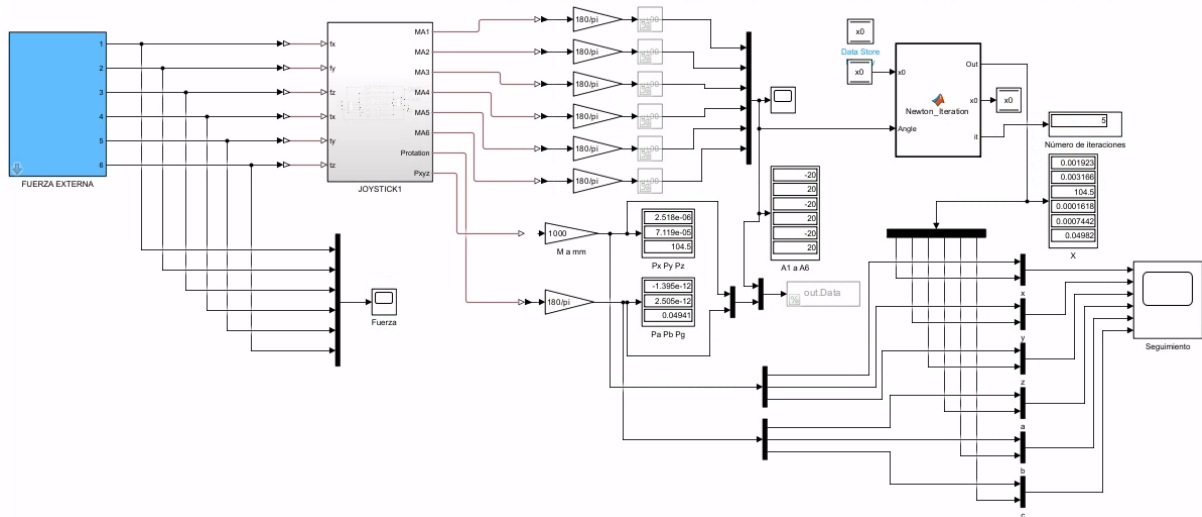 1
2
3
4
5
6
FUERZA EXTERNA
fx
fy
fz
tx
ty
tz
MA1
MA2
MA3
MA4
MA5
MA6
Protation
Pxyz
JOYSTICK1
180/pi
180/pi
180/pi
180/pi
180/pi
180/pi
x0
Data Store
x0
x0
Angle
Out
x0
it
Newton_Iteration
x0
5
Número de iteraciones
0.001923
0.003166
104.5
0.0001618
0.0007442
0.04982
X
-20
20
-20
20
-20
20
A1 a A6
1000
M a mm
2.518e-06
7.119e-05
104.5
Px Py Pz
180/pi
-1.395e-12
2.505e-12
0.04941
Pa Pb Pg
out.Data
Fuerza
x
y
z
a
b
c
Seguimiento